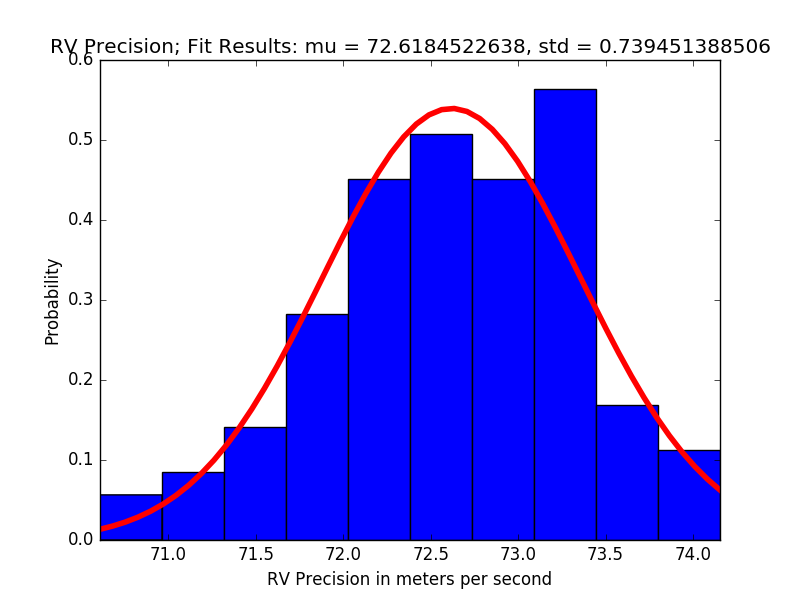 RV Precision; Fit Results: mu = 72.6184522638, std = 0.739451388506
0.6
0.5
0.4
0.3
0.2
0.1
0.0
Probability
71.0 71.5 72.0 72.5 73.0 73.5 74.0
RV Precision in meters per second